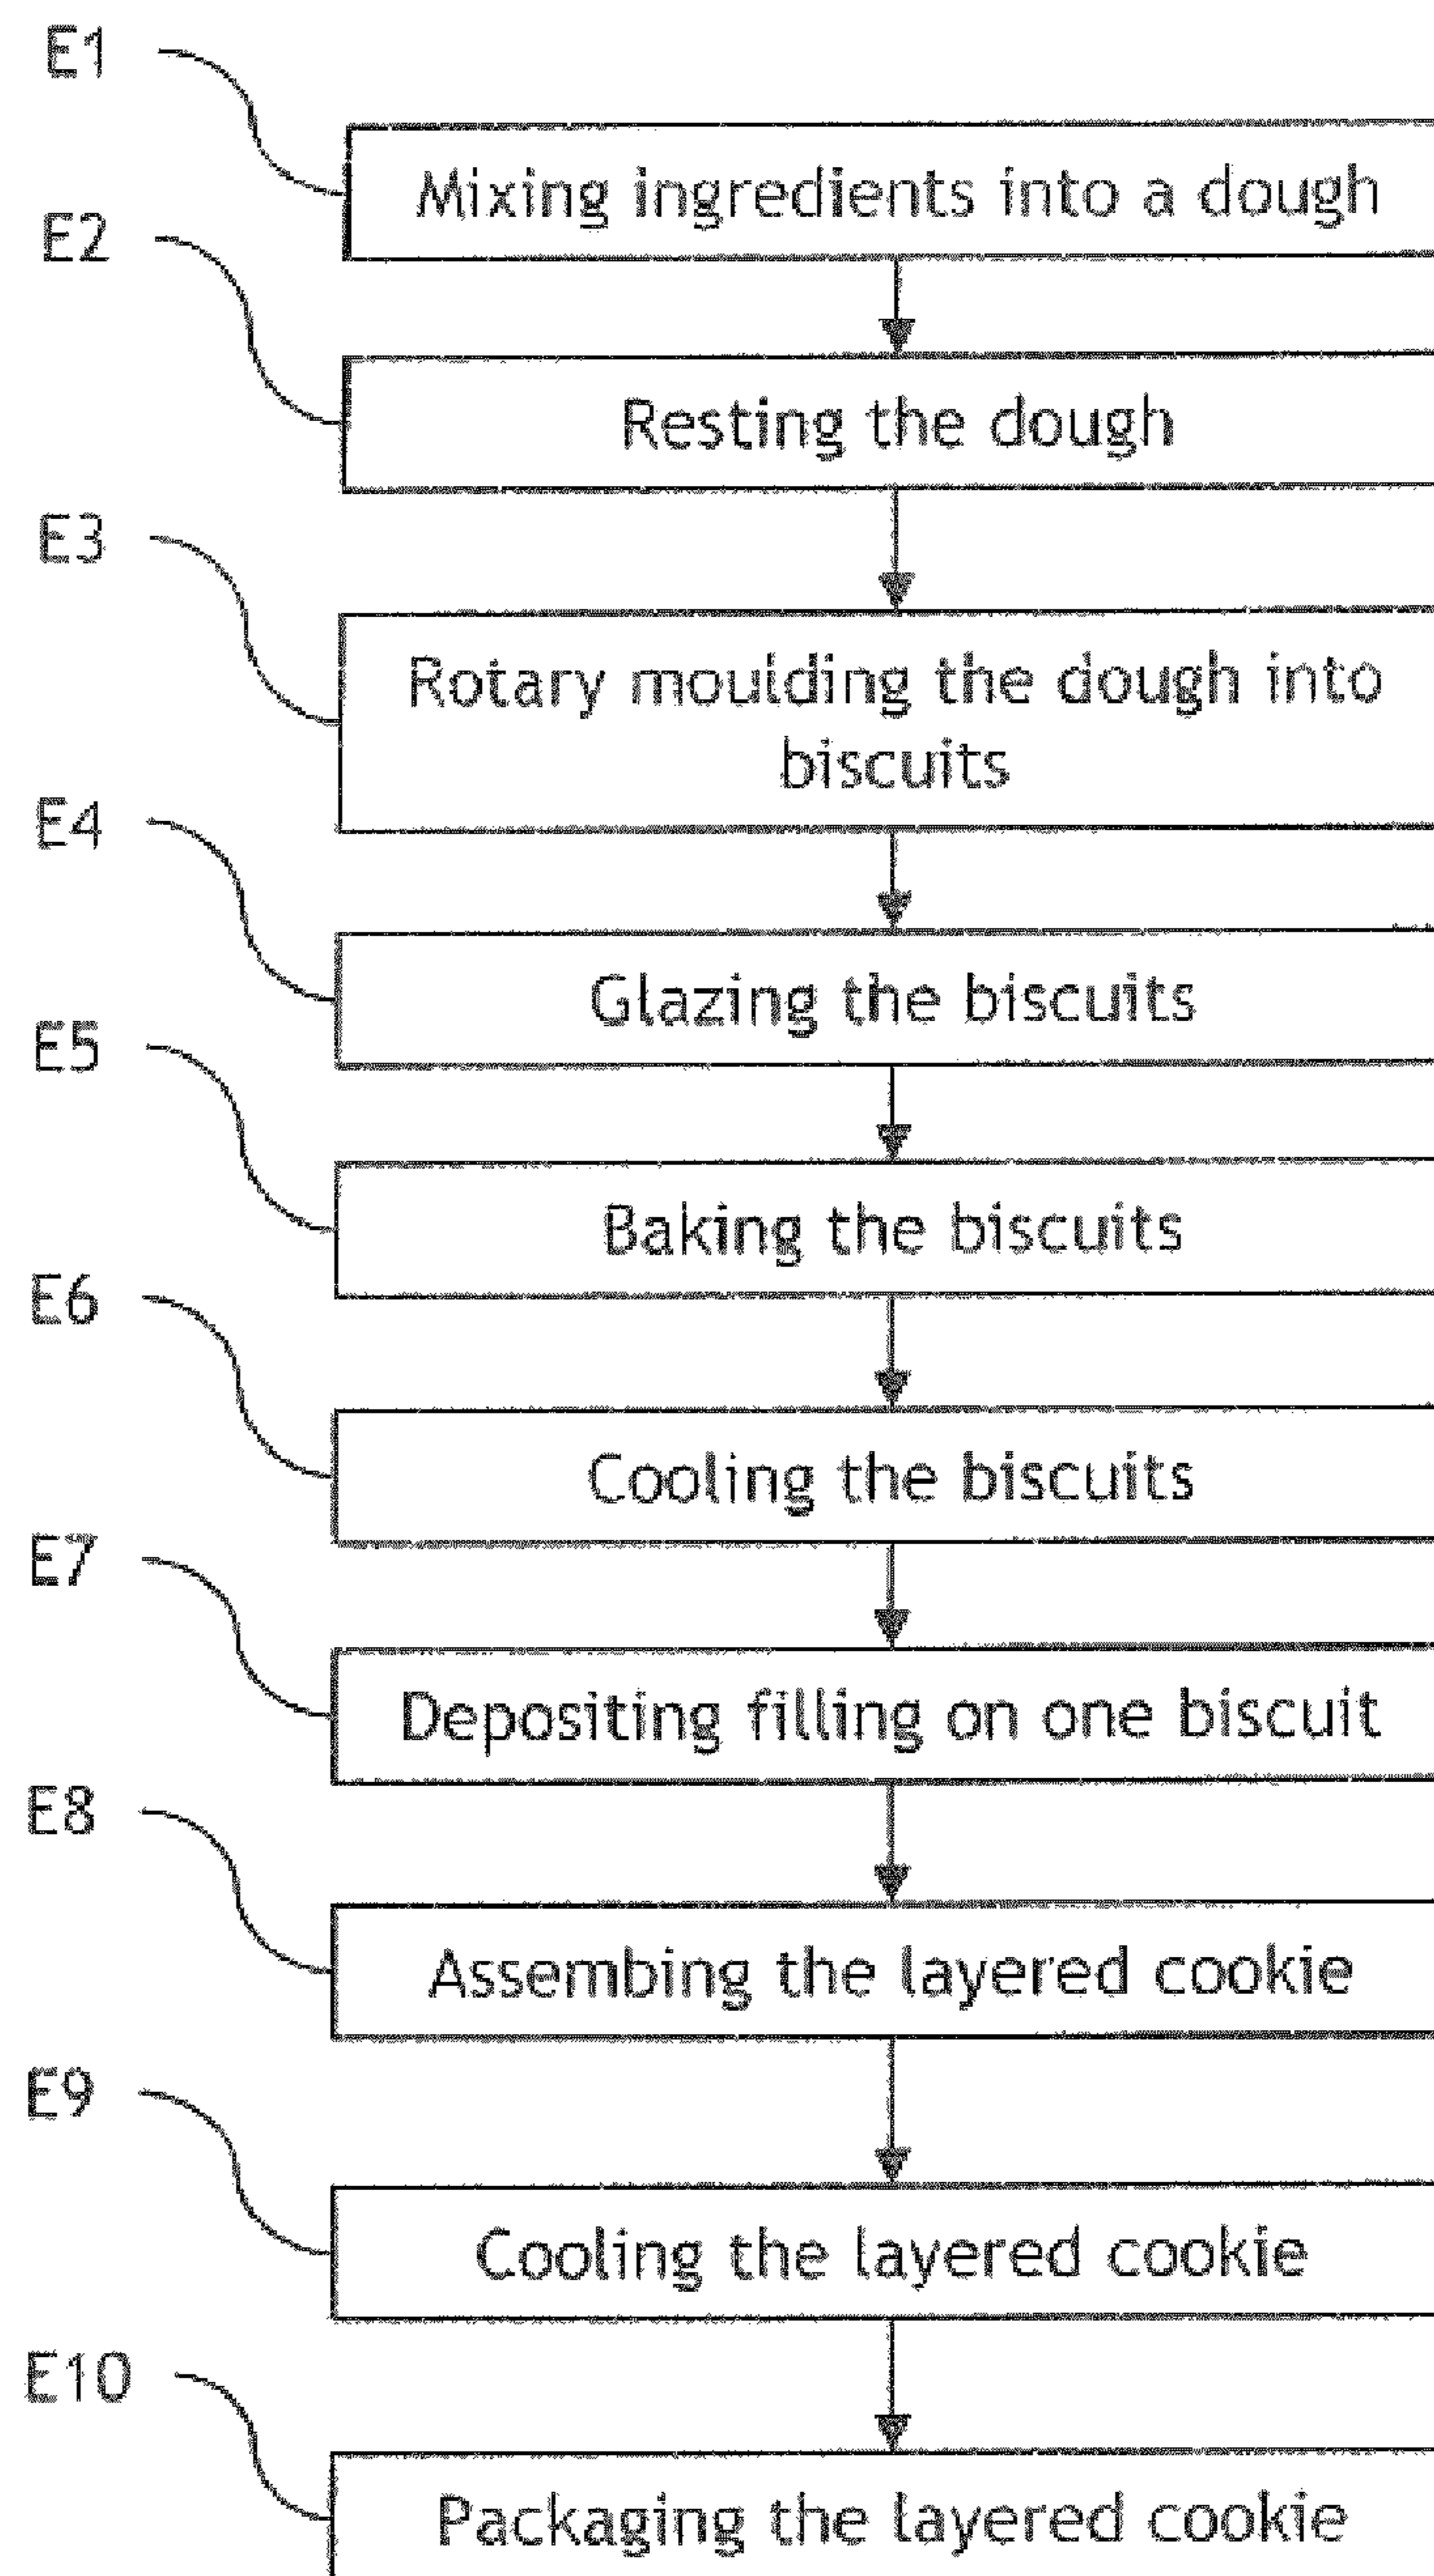 E1
Mixing ingredients into a dough
E2
Resting the dough
E3
Rotary moulding the dough into
biscuits
E4
Glazing the biscuits
E5
Baking the biscuits
E6
Cooling the biscuits
E7
Depositing filling on one biscuit
E8
Assembing the layered cookie
E9
Cooling the layered cookie
E10
Packaging the layered cookie